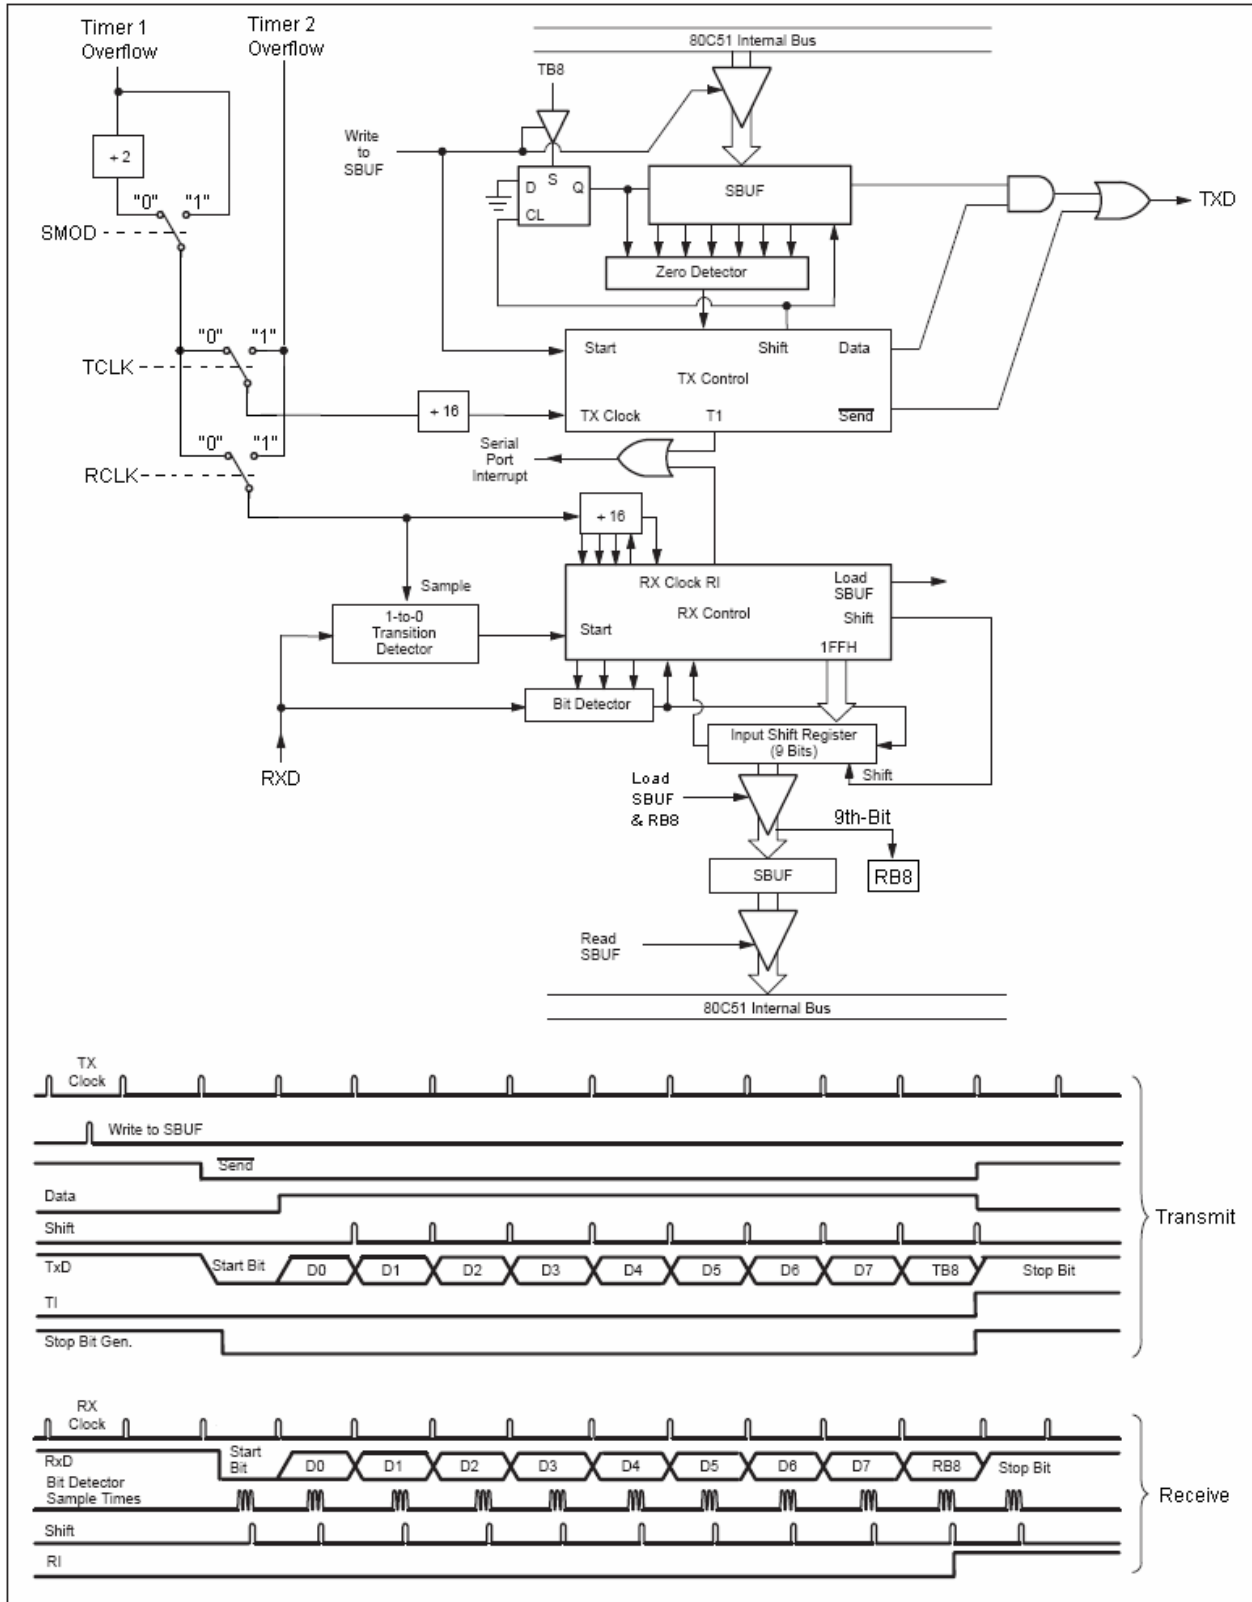 Timer 1
Overflow
Timer 2
Overflow
80C51 Internal Bus
TB8
Write
to
SBUF
÷ 2
"0" "1"
SMOD
D S Q
CL
SBUF
TXD
Zero Detector
"0" "1"
TCLK
Start Shift Data
TX Control
÷ 16
TX Clock T1 Send
"0" "1"
RCLK
Serial
Port
Interrupt
÷ 16
Sample
RX Clock RI
Load
SBUF
RX Control
Shift
Start
1FFH
1-to-0
Transition
Detector
Bit Detector
Input Shift Register
(9 Bits)
Shift
RXD
Load
SBUF
& RB8
9th-Bit
SBUF
RB8
Read
SBUF
80C51 Internal Bus
TX
Clock
Write to SBUF
Send
Data
Shift
TxD Start Bit D0 D1 D2 D3 D4 D5 D6 D7 TB8 Stop Bit
TI
Stop Bit Gen.
Transmit
RX
Clock
RxD Start
Bit D0 D1 D2 D3 D4 D5 D6 D7 RB8 Stop Bit
Bit Detector
Sample Times
Shift
RI
Receive